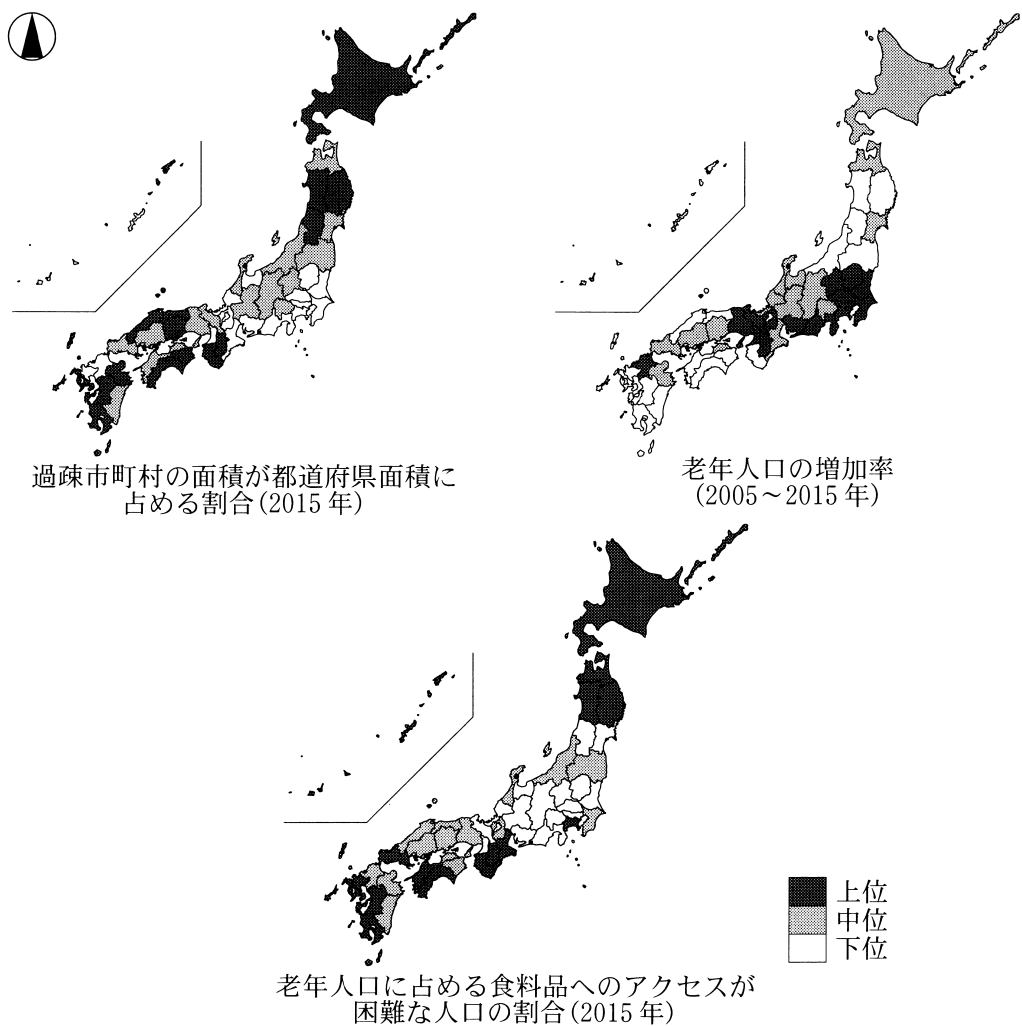 過疎市町村の面積が都道府県面積に
占める割合(2015年)
老年人口の増加率
(2005～2015年)
上位
中位
下位
老年人口に占める食料品へのアクセスが
困難な人口の割合(2015年)